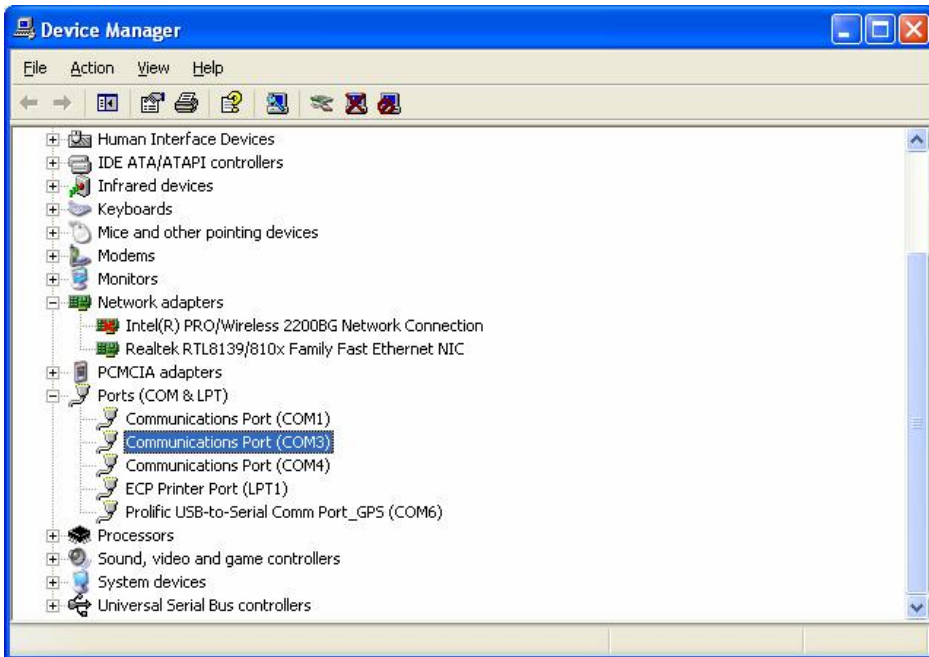 Device Manager
File Action View Help
Human Interface Devices
IDE ATA/ATAPI controllers
Infrared devices
Keyboards
Mice and other pointing devices
Modems
Monitors
Network adapters
Intel(R) PRO/Wireless 2200BG Network Connection
Realtek RTL8139/810x Family Fast Ethernet NIC
PCMCIA adapters
Ports (COM & LPT)
Communications Port (COM1)
Communications Port (COM3)
Communications Port (COM4)
ECP Printer Port (LPT1)
Prolific USB-to-Serial Comm Port_GPS (COM6)
Processors
Sound, video and game controllers
System devices
Universal Serial Bus controllers